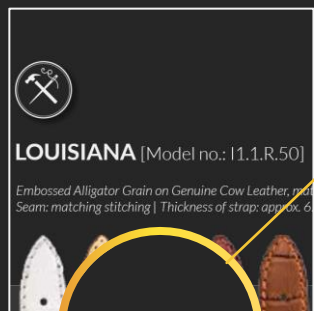 LOUISIANA [Model no.: I1.1.R.50]
Embossed Alligator Grain on Genuine Cow Leather,
Seam: matching stitching | Thickness of strap: approx. 6